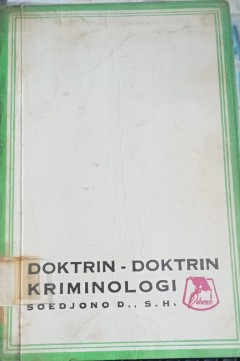 DOKTRIN - DOKTRIN
KRIMINOLOGI
SOEDJONO D., S.H.